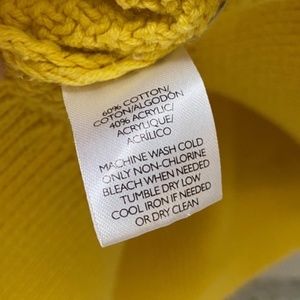 60% COTTON/
COTON/ALGODÓN
40% ACRYLIC/
ACRYLIQUE/
ACRILICO
MACHINE WASH COLD
ONLY NON-CHLORINE
BLEACH WHEN NEEDED
TUMBLE DRY LOW
COOL IRON IF NEEDED
OR DRY CLEAN